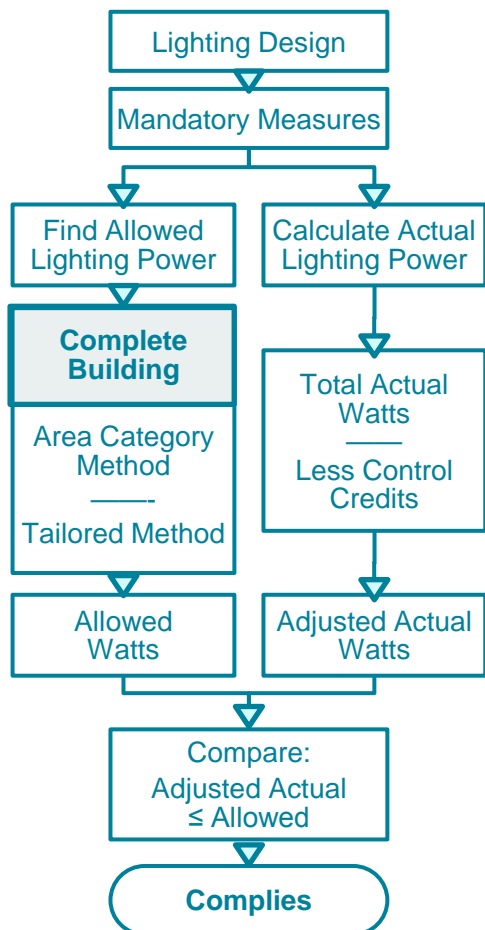 Lighting Design
Mandatory Measures
Find Allowed
Lighting Power
Calculate Actual
Lighting Power
Complete
Building
Area Category
Method
Tailored Method
Total Actual
Watts
Less Control
Credits
Allowed
Watts
Adjusted Actual
Watts
Compare:
Adjusted Actual
≤ Allowed
Complies